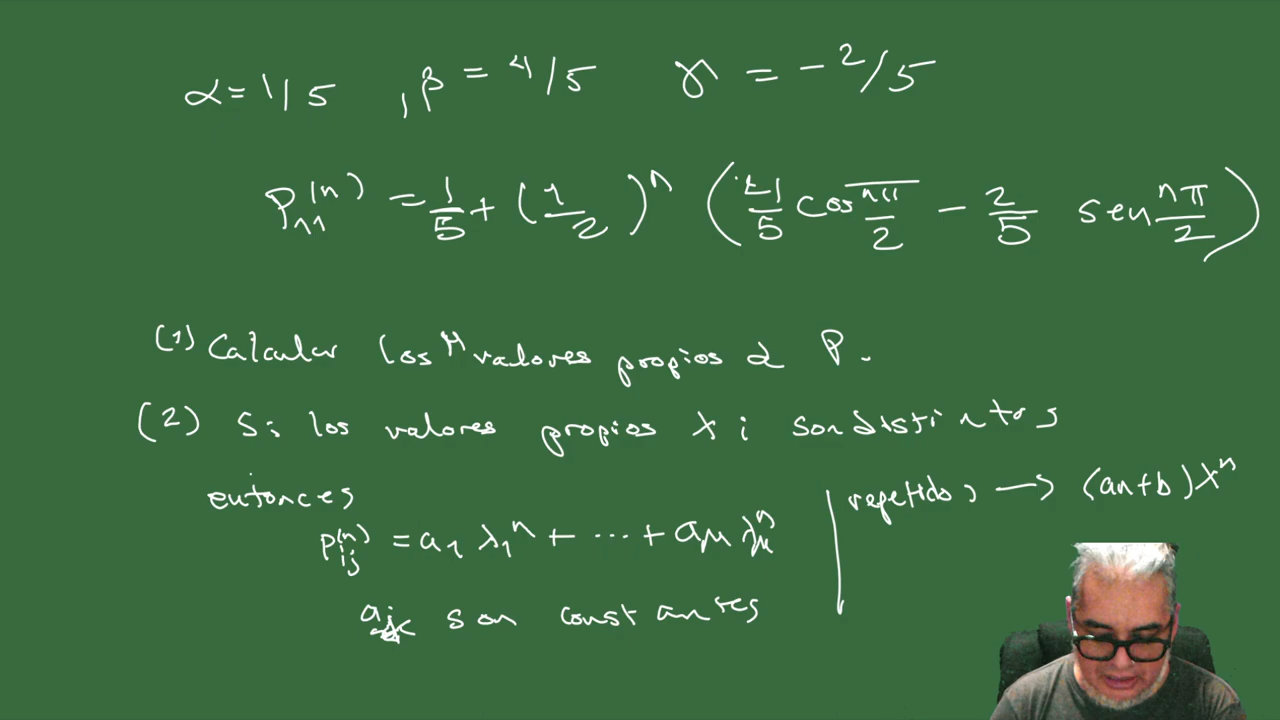 α = 1/5 , β = 4/5 γ = -2/5
P₁₁⁽ⁿ⁾ = 1/5 + (1/2)ⁿ (4/5 cos nπ/2 - 2/5 sen nπ/2)
(1) Calcular los M valores propios d P.
(2) Si los valores propios λi son distintos
entonces
repetidos → (an+b)λⁿ
Pᵢⱼ⁽ⁿ⁾ = a₁ λ₁ⁿ + ... + aM λMⁿ
son constantes